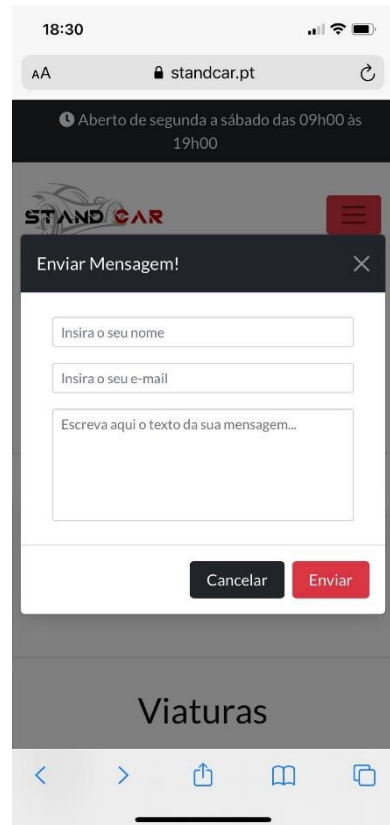 18:30
AA standcar.pt
Aberto de segunda a sábado das 09h00 às
19h00
STAND CAR
Enviar Mensagem!
Insira o seu nome
Insira o seu e-mail
Escreva aqui o texto da sua mensagem...
Cancelar Enviar
Viaturas